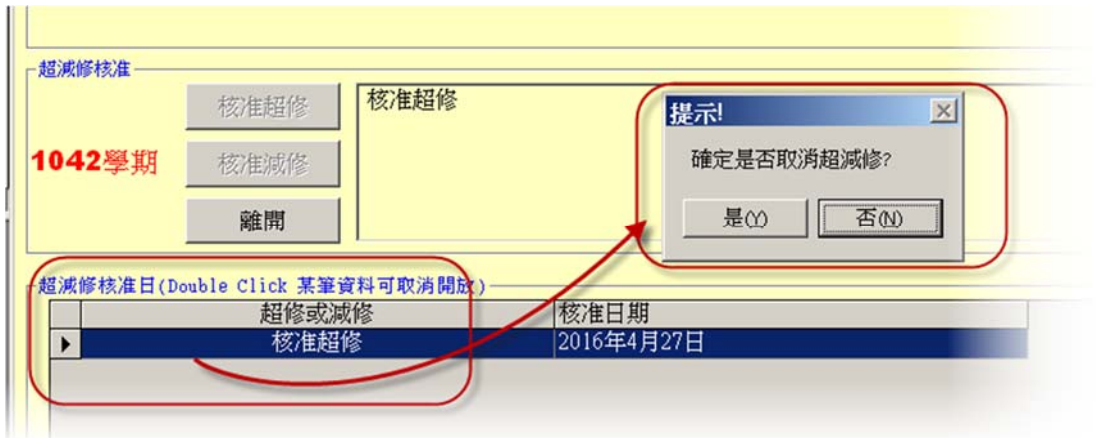 超減修核准
核准超修
核准減修
離開
1042學期
核准超修
提示!
確定是否取消超減修?
是(Y)
否(N)
超減修核准日(Double Click 某筆資料可取消開放)
超修或減修 核准日期
核准超修 2016年4月27日